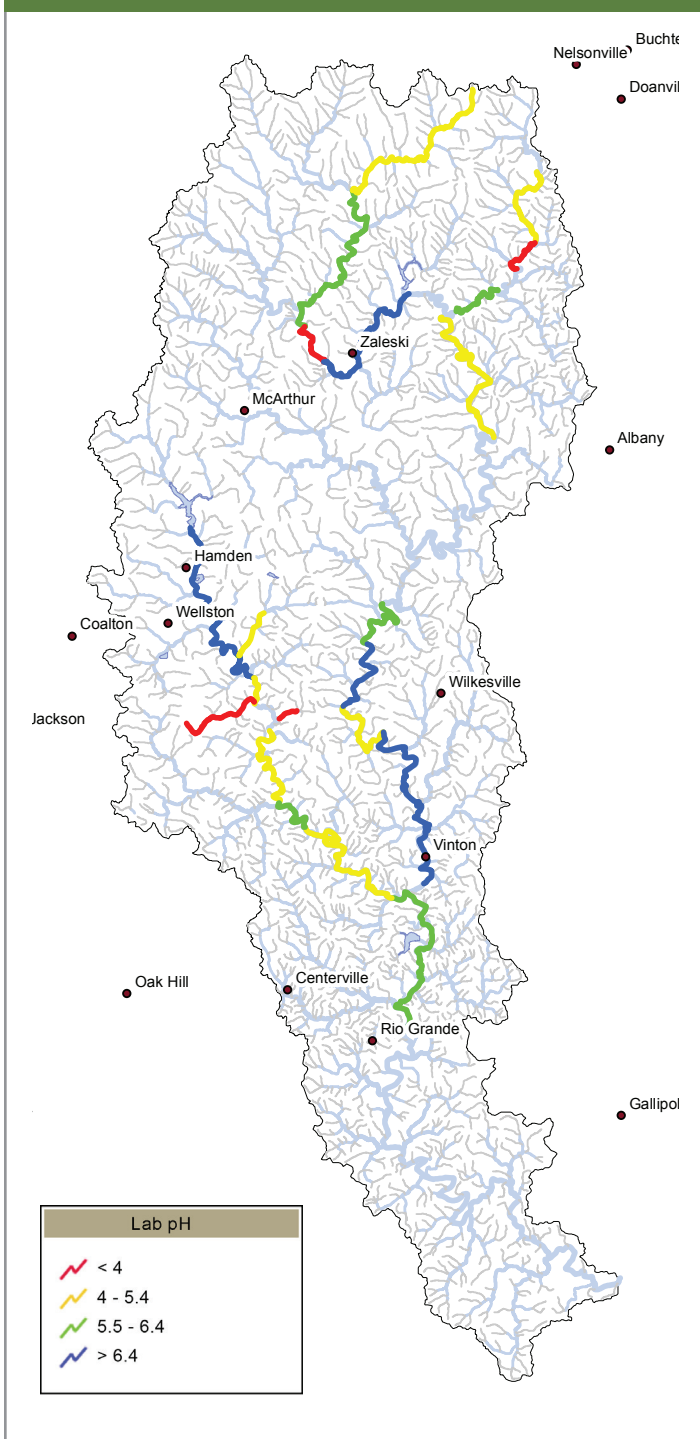 Buchte
Nelsonville
Doanvil
Zaleski
McArthur
Albany
Hamden
Wellston
Coalton
Wilkesville
Jackson
Vinton
Oak Hill
Centerville
Rio Grande
Gallipol
Lab pH
< 4
4 - 5.4
5.5 - 6.4
> 6.4